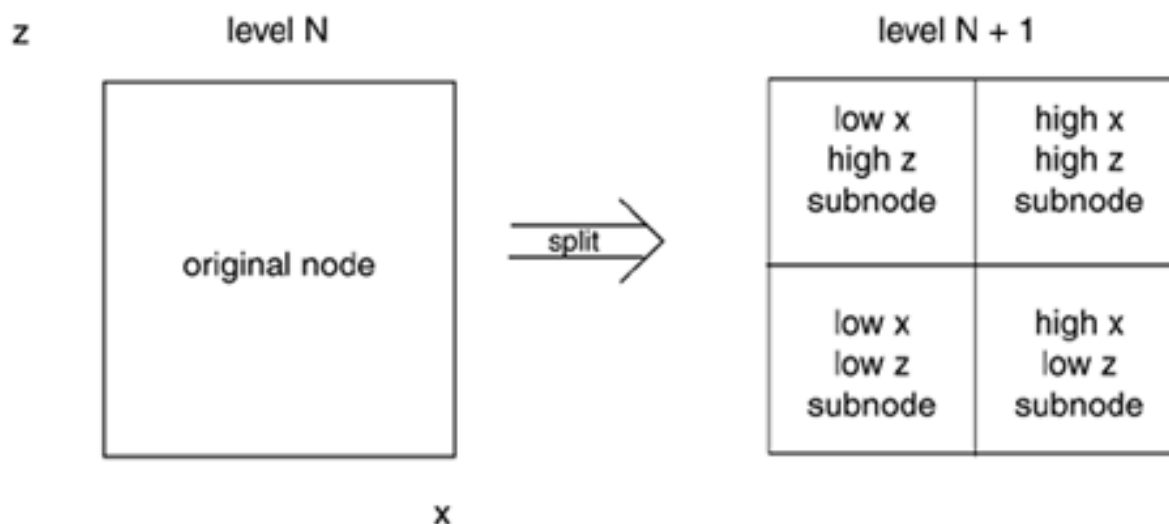 z
level N
level N + 1
original node
split
low x
high z
subnode
high x
high z
subnode
low x
low z
subnode
high x
low z
subnode
x